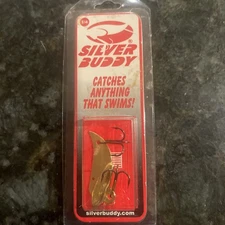 SILVER
BUDDY
CATCHES
ANYTHING
THAT SWIMS!
silverbuddy.com